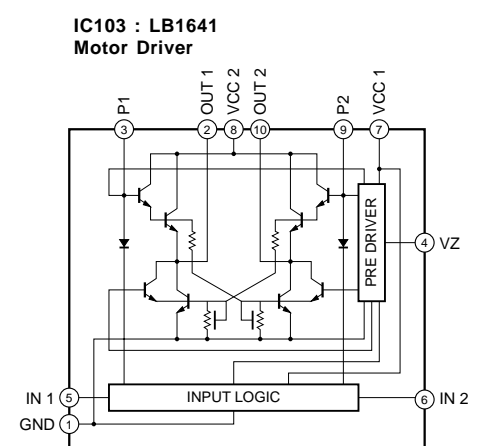 IC103 : LB1641
Motor Driver
P1
OUT 1
VCC 2
OUT 2
P2
VCC 1
3
2
8
10
9
7
PRE DRIVER
4 VZ
IN 1 5
INPUT LOGIC
6 IN 2
GND 1